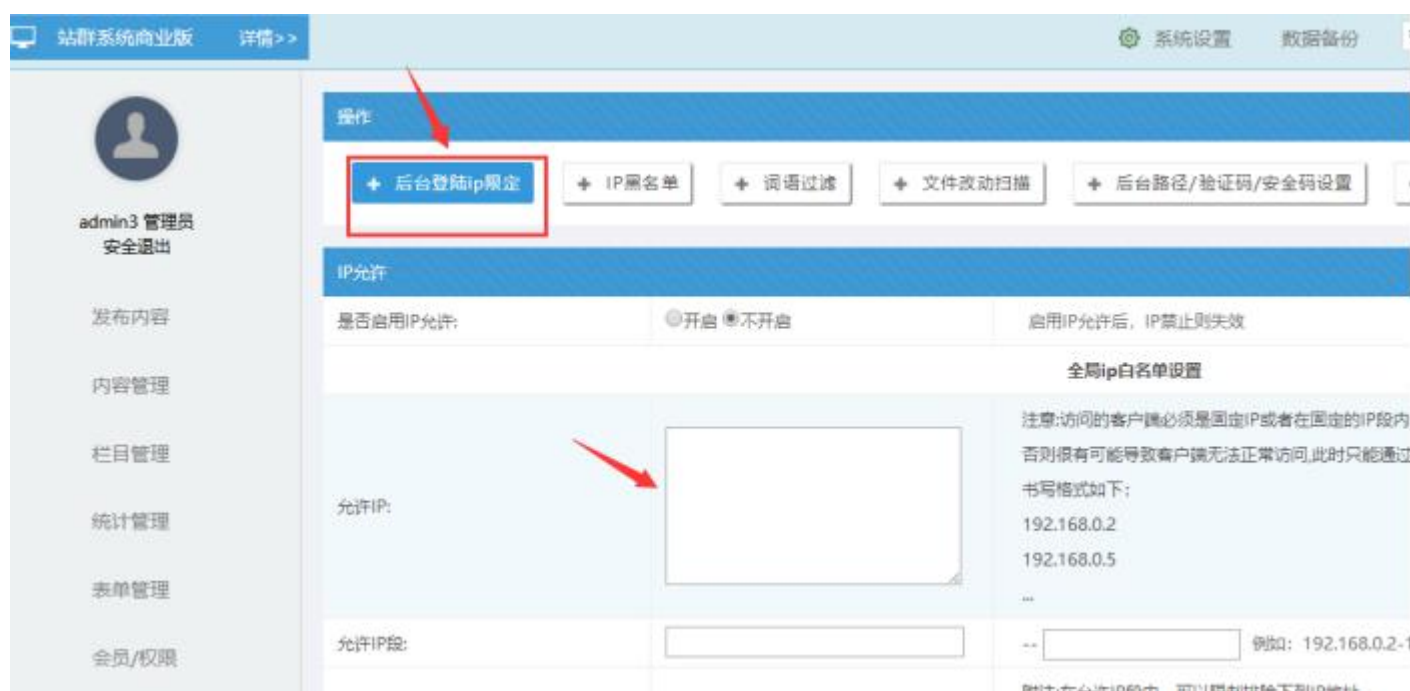 站群系统商业版 详情>> 系统设置 数据备份
操作
+ 后台登陆ip限定 + IP黑名单 + 词语过滤 + 文件改动扫描 + 后台路径/验证码/安全码设置
admin3 管理员
安全退出
IP允许
发布内容
是否启用IP允许: 开启 不开启 启用IP允许后，IP禁止则失效
全局ip白名单设置
内容管理
注意:访问的客户端必须是固定IP或者在固定的IP段内
否则很有可能导致客户端无法正常访问,此时只能通过
栏目管理
书写格式如下：
允许IP:
192.168.0.2
统计管理
192.168.0.5
...
表单管理
允许IP段: -- 例如：192.168.0.2-1
会员/权限